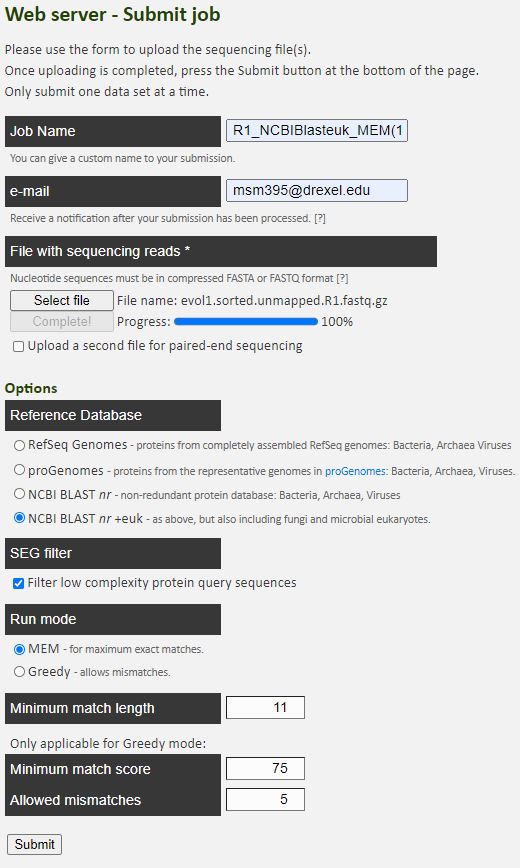 Web server - Submit job
Please use the form to upload the sequencing file(s).
Once uploading is completed, press the Submit button at the bottom of the page.
Only submit one data set at a time.
Job Name R1_NCBIBlasteuk_MEM(1
You can give a custom name to your submission.
e-mail msm395@drexel.edu
Receive a notification after your submission has been processed. [?]
File with sequencing reads *
Nucleotide sequences must be in compressed FASTA or FASTQ format [?]
Select file File name: evol1.sorted.unmapped.R1.fastq.gz
Complete! Progress: 100%
Upload a second file for paired-end sequencing
Options
Reference Database
RefSeq Genomes - proteins from completely assembled RefSeq genomes: Bacteria, Archaea Viruses
proGenomes - proteins from the representative genomes in proGenomes: Bacteria, Archaea, Viruses.
NCBI BLAST nr - non-redundant protein database: Bacteria, Archaea, Viruses
NCBI BLAST nr +euk - as above, but also including fungi and microbial eukaryotes.
SEG filter
Filter low complexity protein query sequences
Run mode
MEM - for maximum exact matches.
Greedy - allows mismatches.
Minimum match length 11
Only applicable for Greedy mode:
Minimum match score 75
Allowed mismatches 5
Submit